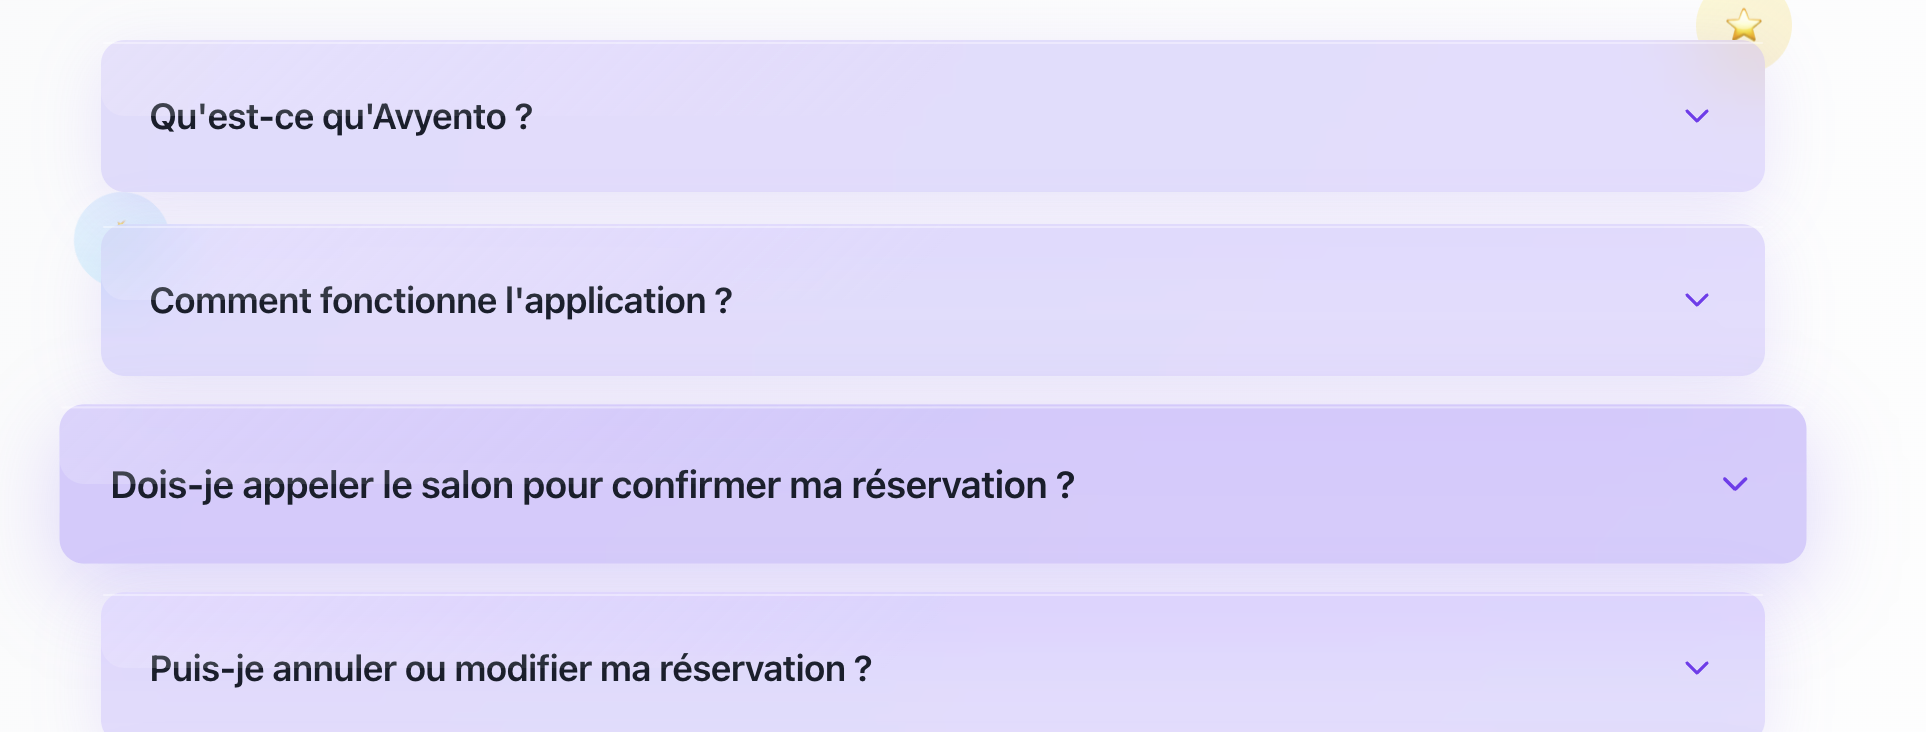 Qu'est-ce qu'Avyento ?
Comment fonctionne l'application ?
Dois-je appeler le salon pour confirmer ma réservation ?
Puis-je annuler ou modifier ma réservation ?